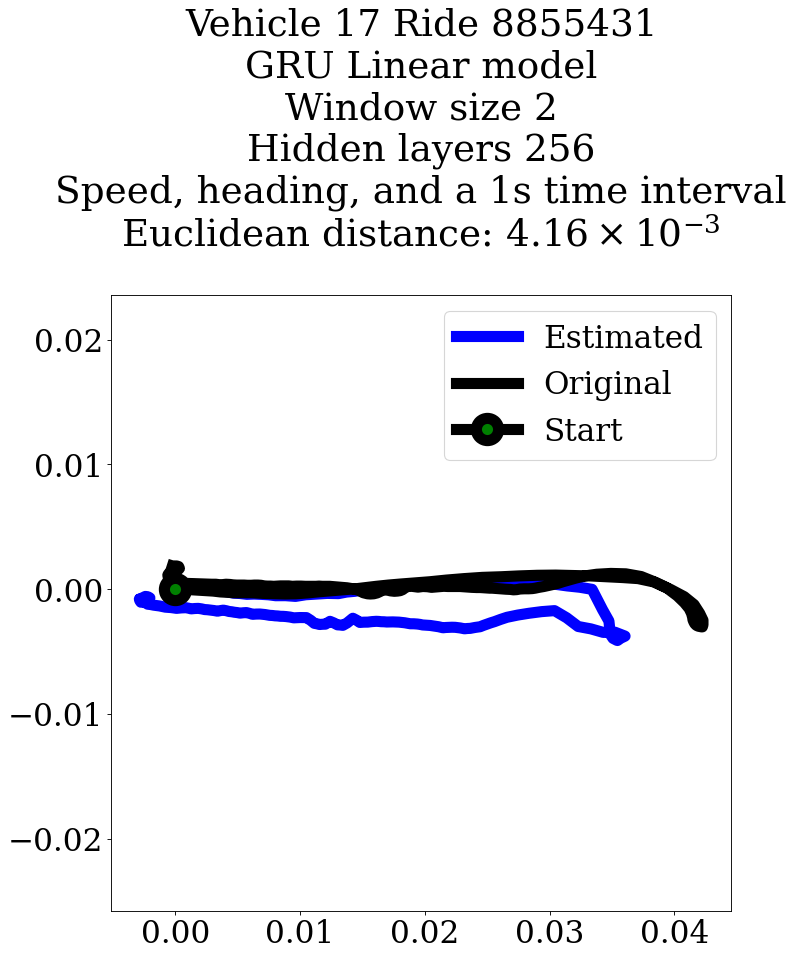 Vehicle 17 Ride 8855431
GRU Linear model
Window size 2
Hidden layers 256
Speed, heading, and a 1s time interval
Euclidean distance: 4.16 × 10⁻³
Estimated
Original
Start
0.02
0.01
0.00
−0.01
−0.02
0.00 0.01 0.02 0.03 0.04